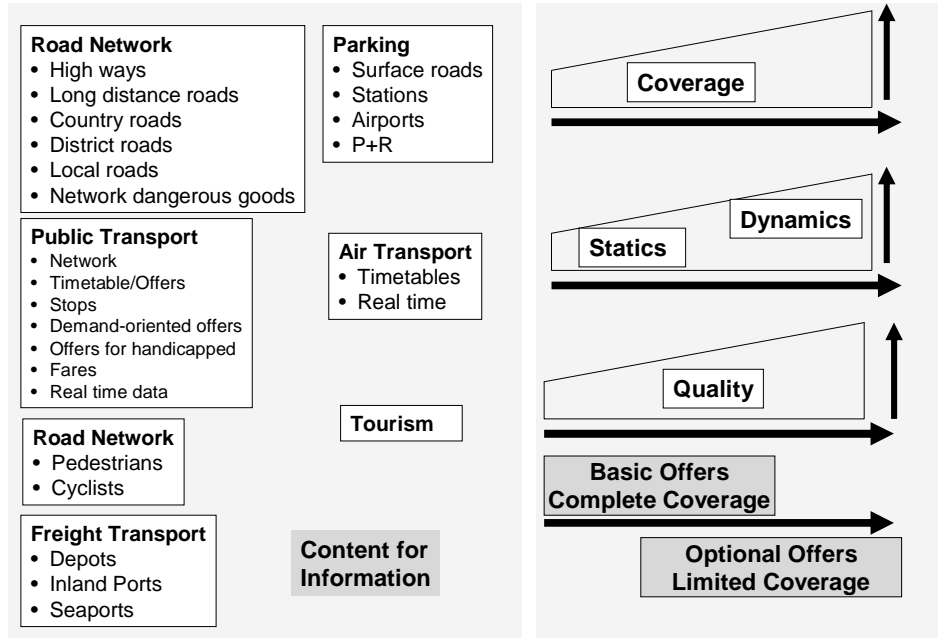 Road Network
• High ways
• Long distance roads
• Country roads
• District roads
• Local roads
• Network dangerous goods
Public Transport
• Network
• Timetable/Offers
• Stops
• Demand-oriented offers
• Offers for handicapped
• Fares
• Real time data
Road Network
• Pedestrians
• Cyclists
Freight Transport
• Depots
• Inland Ports
• Seaports
Parking
• Surface roads
• Stations
• Airports
• P+R
Air Transport
• Timetables
• Real time
Tourism
Content for
Information
Coverage
Statics
Dynamics
Quality
Basic Offers
Complete Coverage
Optional Offers
Limited Coverage